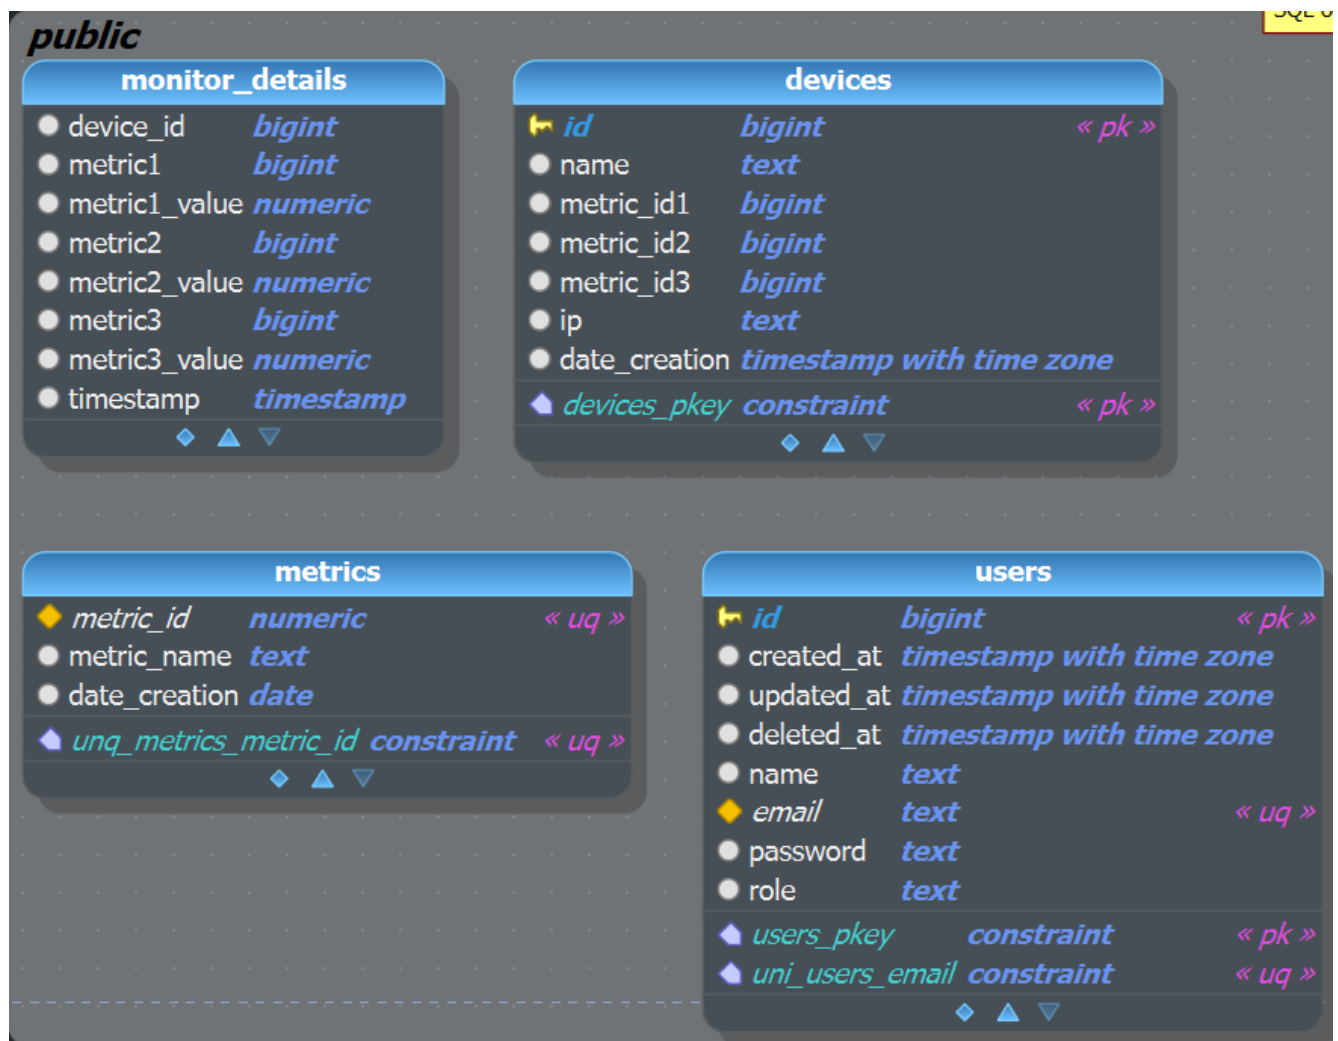 SQL
public
monitor_details
device_id bigint
metric1 bigint
metric1_value numeric
metric2 bigint
metric2_value numeric
metric3 bigint
metric3_value numeric
timestamp timestamp
devices
id bigint « pk »
name text
metric_id1 bigint
metric_id2 bigint
metric_id3 bigint
ip text
date_creation timestamp with time zone
devices_pkey constraint « pk »
metrics
metric_id numeric « uq »
metric_name text
date_creation date
unq_metrics_metric_id constraint « uq »
users
id bigint « pk »
created_at timestamp with time zone
updated_at timestamp with time zone
deleted_at timestamp with time zone
name text
email text « uq »
password text
role text
users_pkey constraint « pk »
uni_users_email constraint « uq »